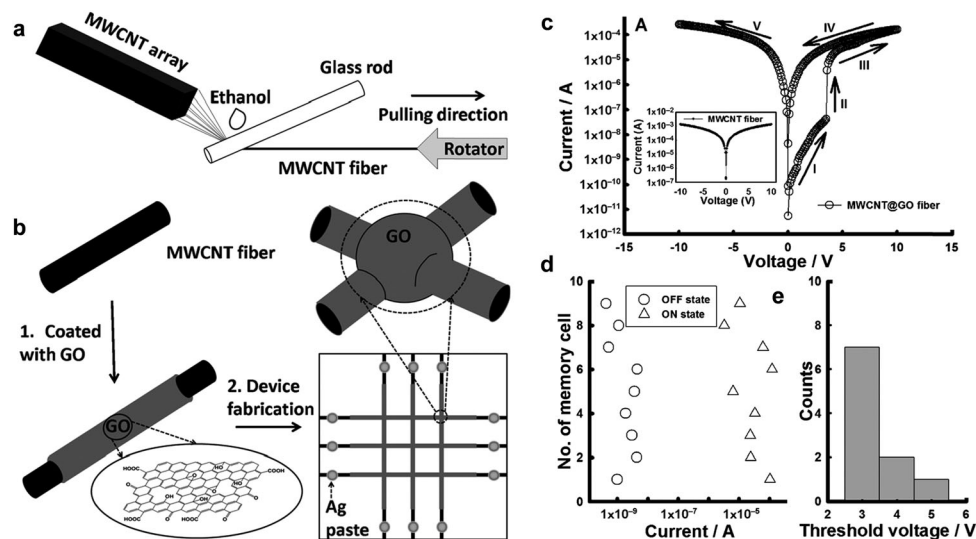 a
MWCNT array
Ethanol
Glass rod
Pulling direction
Rotator
MWCNT fiber
b
MWCNT fiber
1. Coated
with GO
GO
2. Device
fabrication
GO
HOOC
COOH
HO
O
OH
HOOC
COOH
Ag
paste
c
A
Current / A
1x10⁻⁴
1x10⁻⁵
1x10⁻⁶
1x10⁻⁷
1x10⁻⁸
1x10⁻⁹
1x10⁻¹⁰
1x10⁻¹¹
1x10⁻¹²
V
IV
III
II
I
MWCNT fiber
Current (A)
1x10⁻²
1x10⁻³
1x10⁻⁴
1x10⁻⁵
1x10⁻⁶
1x10⁻⁷
-10 -5 0 5 10
Voltage (V)
MWCNT@GO fiber
-15 -10 -5 0 5 10 15
Voltage / V
d
No. of memory cell
10
8
6
4
2
0
OFF state
ON state
1x10⁻⁹ 1x10⁻⁵
Current / A
e
Counts
10
8
6
4
2
0
2 3 4 5 6
Threshold voltage / V